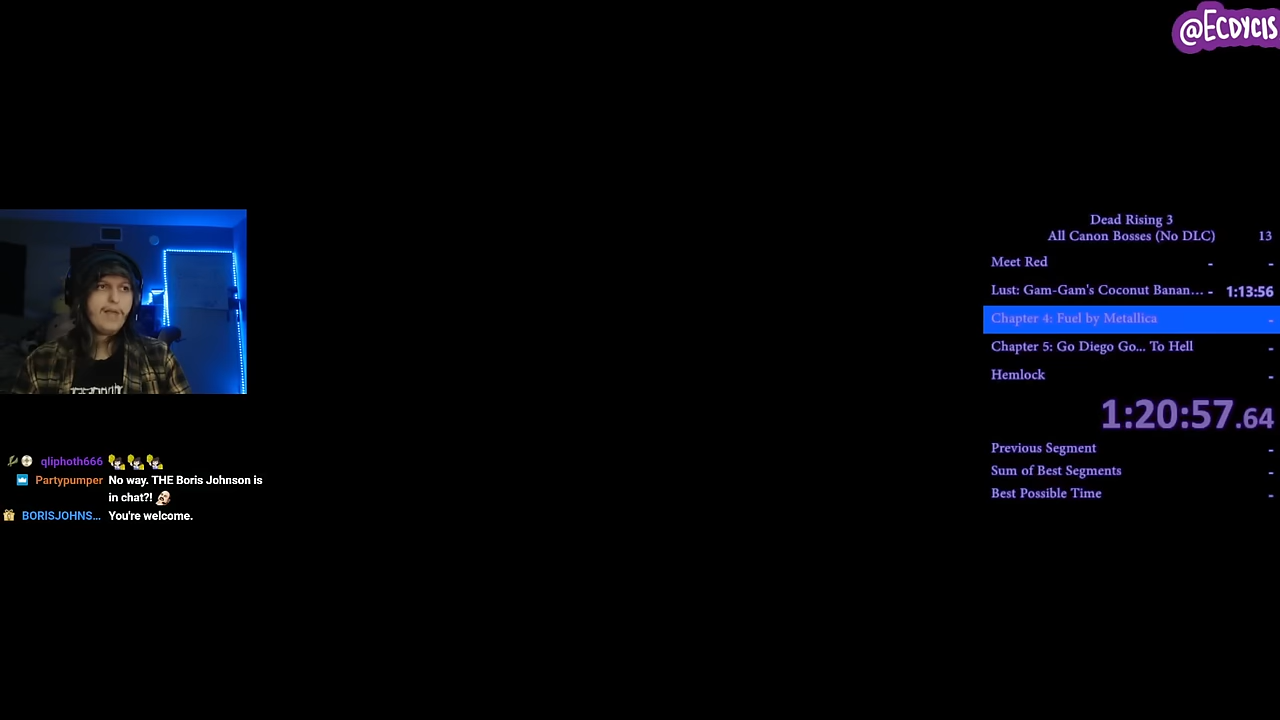 @ECDYCIS
Dead Rising 3
All Canon Bosses (No DLC) 13
Meet Red - -
Lust: Gam-Gam's Coconut Banan... - 1:13:56
Chapter 4: Fuel by Metallica -
Chapter 5: Go Diego Go... To Hell -
Hemlock -
1:20:57.64
Previous Segment -
Sum of Best Segments -
Best Possible Time -
qliphoth666
Partypumper No way. THE Boris Johnson is
in chat?!
BORISJOHNS... You're welcome.